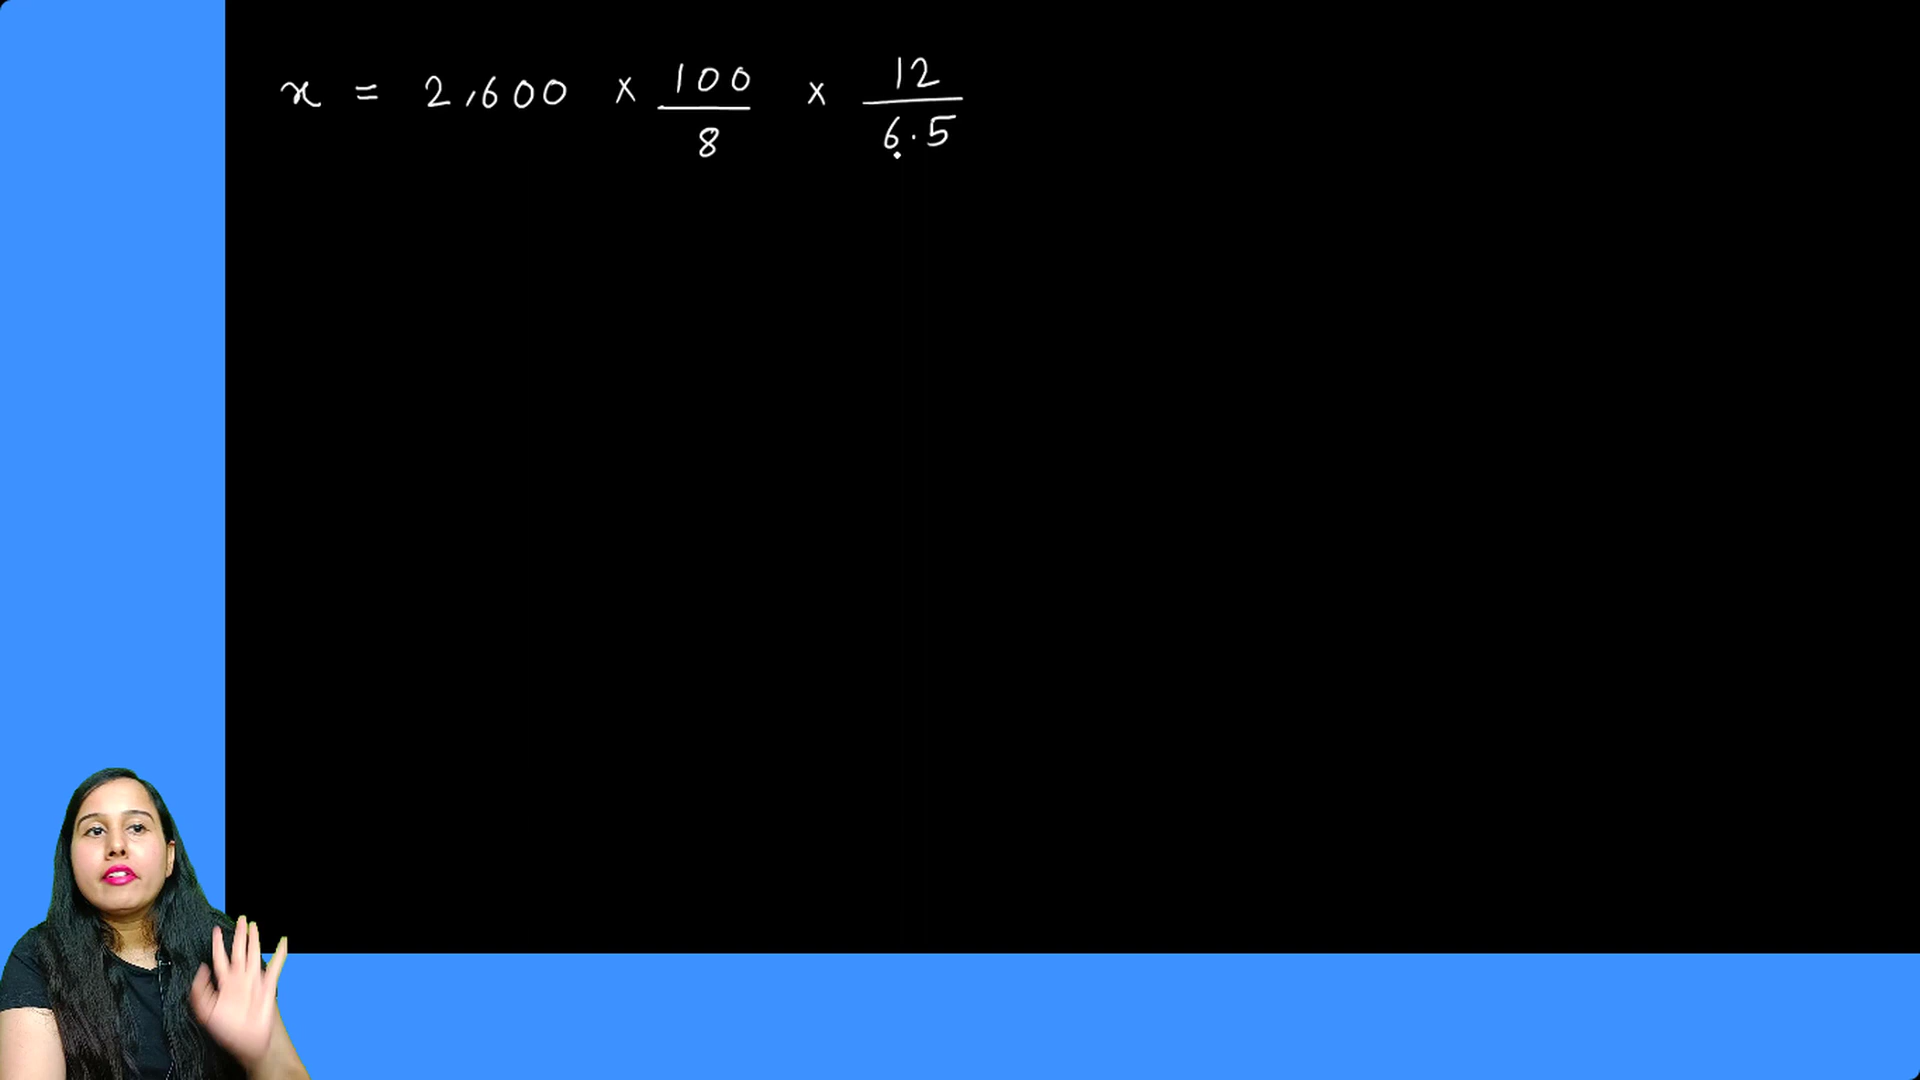 x = 2,600 × 100/8 × 12/6.5